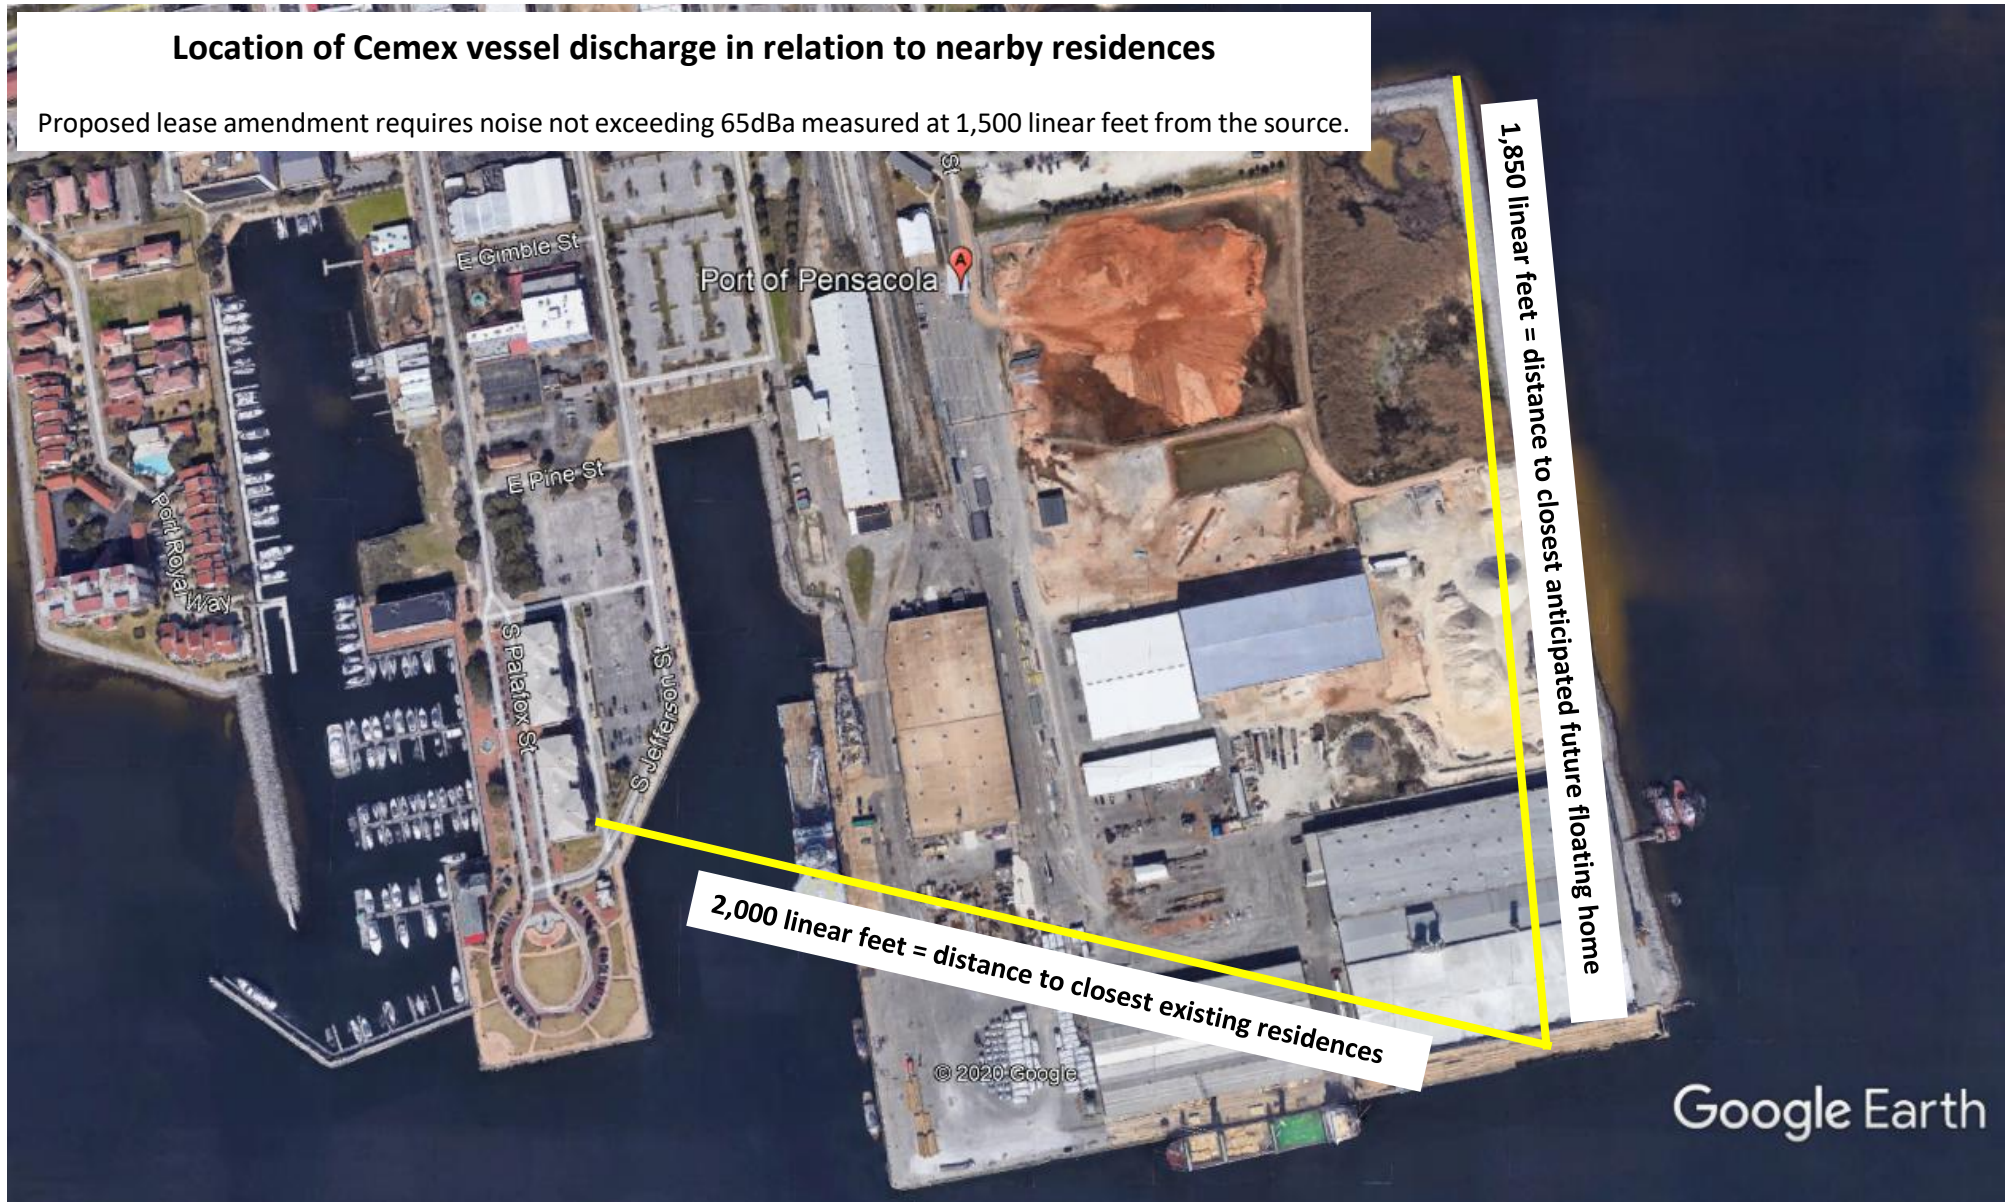 Location of Cemex vessel discharge in relation to nearby residences
Proposed lease amendment requires noise not exceeding 65dBa measured at 1,500 linear feet from the source.
St
E Gimble St
Port of Pensacola
A
1,850 linear feet = distance to closest anticipated future floating home
E Pine St
Port Royal Way
S Palafox St
S Jefferson St
2,000 linear feet = distance to closest existing residences
© 2020 Google
Google Earth